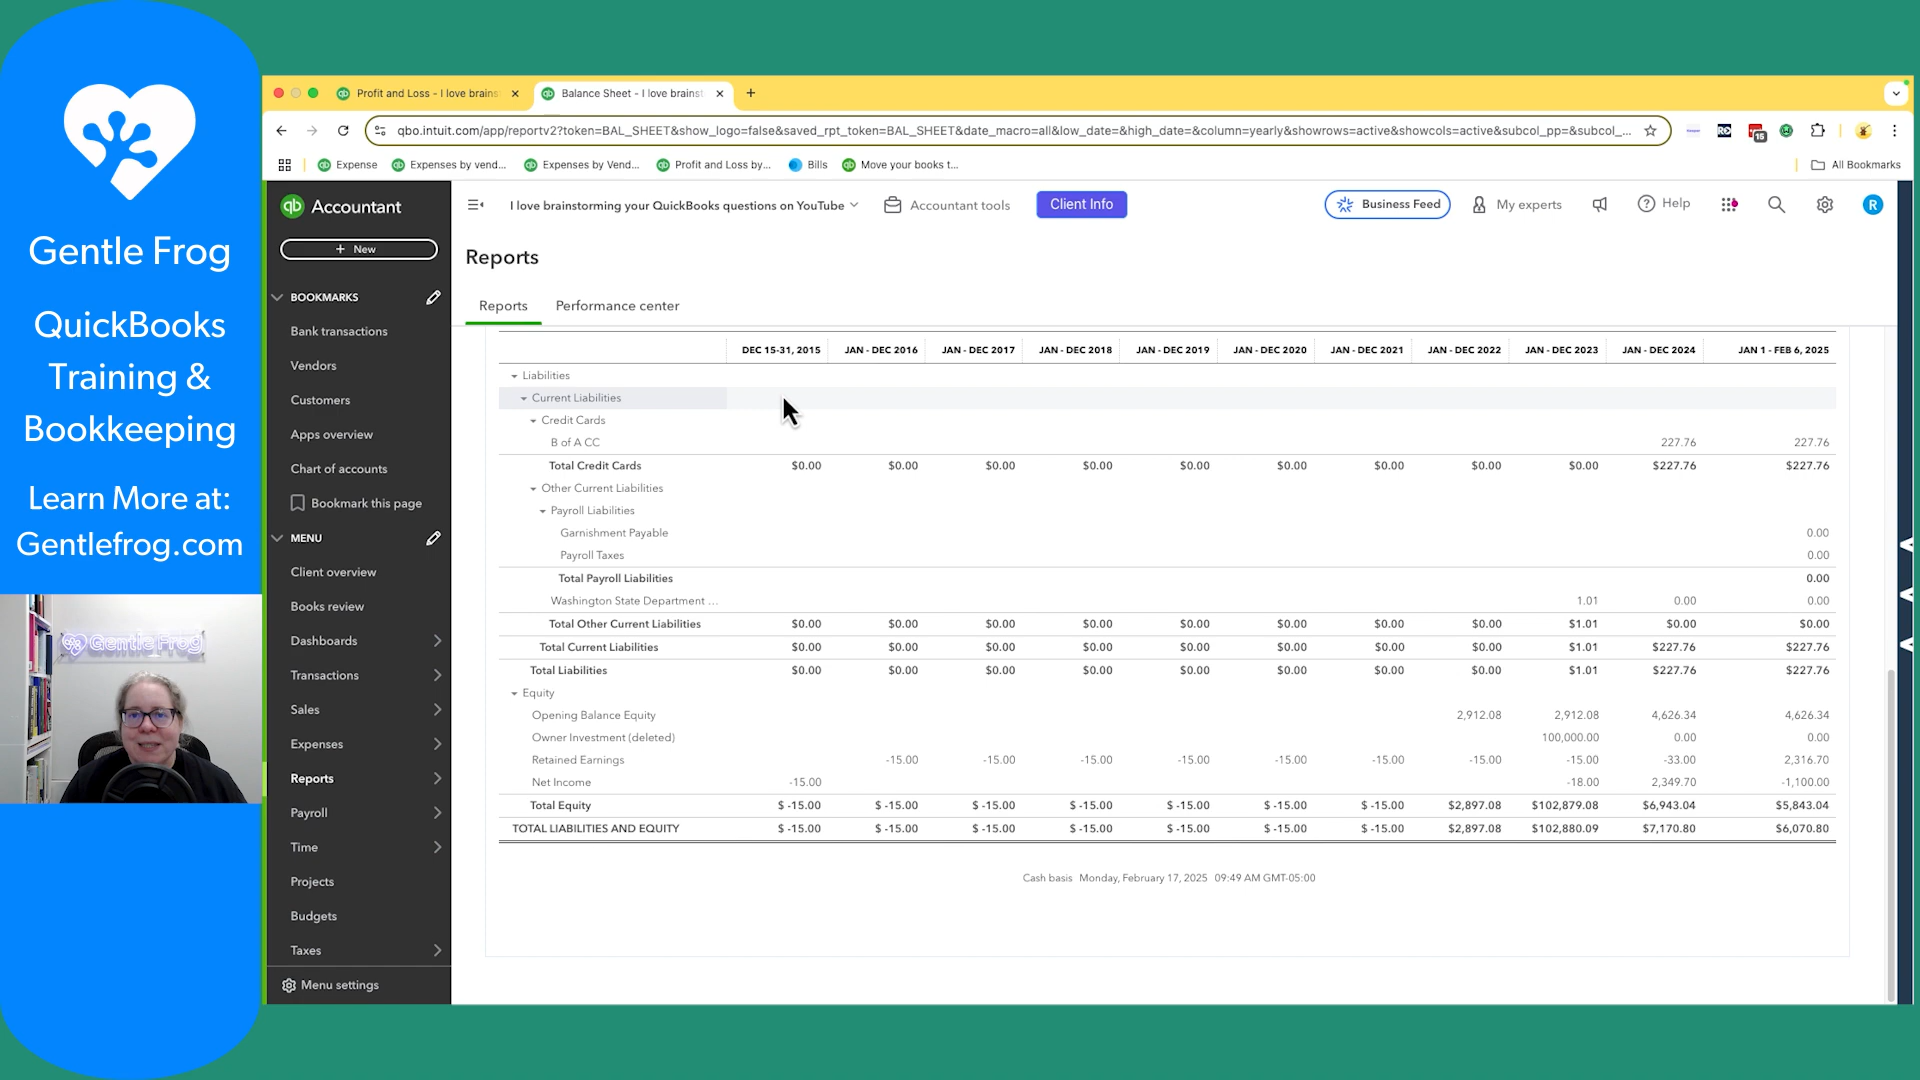 Gentle Frog
QuickBooks
Training &
Bookkeeping
Learn More at:
Gentlefrog.com
Gentle Frog
Profit and Loss - I love brains
Balance Sheet - I love brainst
qbo.intuit.com/app/reportv2?token=BAL_SHEET&show_logo=false&saved_rpt_token=BAL_SHEET&date_macro=all&low_date=&high_date=&column=yearly&showrows=active&showcols=active&subcol_pp=&subcol_...
15
Expense
Expenses by vend...
Expenses by Vend...
Profit and Loss by...
Bills
Move your books t...
All Bookmarks
qb Accountant
+ New
BOOKMARKS
Bank transactions
Vendors
Customers
Apps overview
Chart of accounts
Bookmark this page
MENU
Client overview
Books review
Dashboards
Transactions
Sales
Expenses
Reports
Payroll
Time
Projects
Budgets
Taxes
Menu settings
I love brainstorming your QuickBooks questions on YouTube
Accountant tools
Client Info
Business Feed
My experts
Help
R
Reports
Reports Performance center
DEC 15-31, 2015 JAN - DEC 2016 JAN - DEC 2017 JAN - DEC 2018 JAN - DEC 2019 JAN - DEC 2020 JAN - DEC 2021 JAN - DEC 2022 JAN - DEC 2023 JAN - DEC 2024 JAN 1 - FEB 6, 2025
Liabilities
Current Liabilities
Credit Cards
B of A CC 227.76 227.76
Total Credit Cards $0.00 $0.00 $0.00 $0.00 $0.00 $0.00 $0.00 $0.00 $0.00 $227.76 $227.76
Other Current Liabilities
Payroll Liabilities
Garnishment Payable 0.00
Payroll Taxes 0.00
Total Payroll Liabilities 0.00
Washington State Department ... 1.01 0.00 0.00
Total Other Current Liabilities $0.00 $0.00 $0.00 $0.00 $0.00 $0.00 $0.00 $0.00 $1.01 $0.00 $0.00
Total Current Liabilities $0.00 $0.00 $0.00 $0.00 $0.00 $0.00 $0.00 $0.00 $1.01 $227.76 $227.76
Total Liabilities $0.00 $0.00 $0.00 $0.00 $0.00 $0.00 $0.00 $0.00 $1.01 $227.76 $227.76
Equity
Opening Balance Equity 2,912.08 2,912.08 4,626.34 4,626.34
Owner Investment (deleted) 100,000.00 0.00 0.00
Retained Earnings -15.00 -15.00 -15.00 -15.00 -15.00 -15.00 -15.00 -15.00 -33.00 2,316.70
Net Income -15.00 -18.00 2,349.70 -1,100.00
Total Equity $ -15.00 $ -15.00 $ -15.00 $ -15.00 $ -15.00 $ -15.00 $ -15.00 $2,897.08 $102,879.08 $6,943.04 $5,843.04
TOTAL LIABILITIES AND EQUITY $ -15.00 $ -15.00 $ -15.00 $ -15.00 $ -15.00 $ -15.00 $ -15.00 $2,897.08 $102,880.09 $7,170.80 $6,070.80
Cash basis Monday, February 17, 2025 09:49 AM GMT-05:00